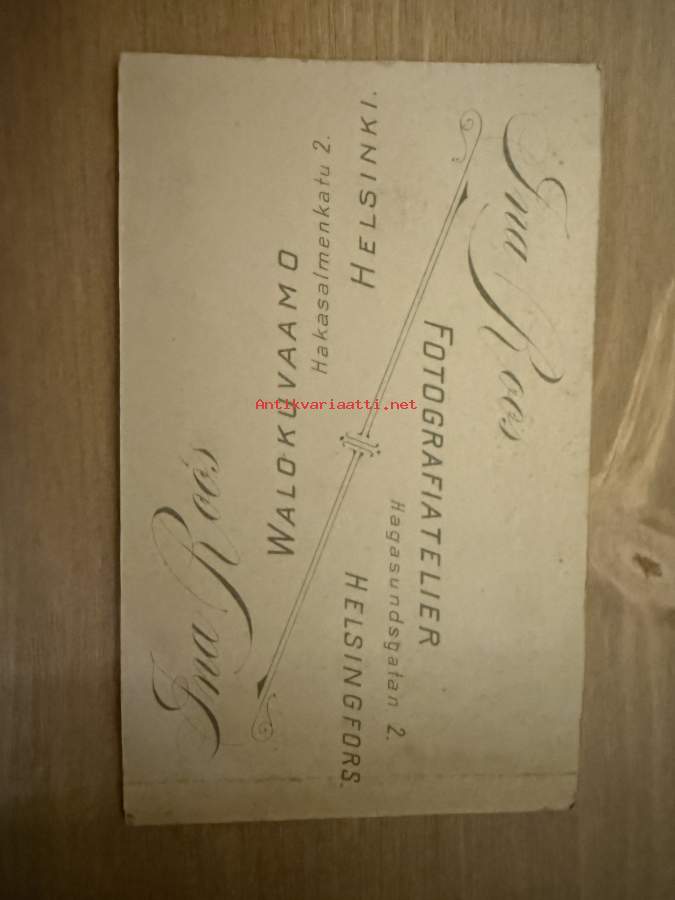 Ina Roos
FOTOGRAFIATELIER
Hagasundsgatan 2.
HELSINGFORS.
Ina Roos
WALOKUVAAMO
Hakasalmenkatu 2.
HELSINKI.
Antikvariaatti.net